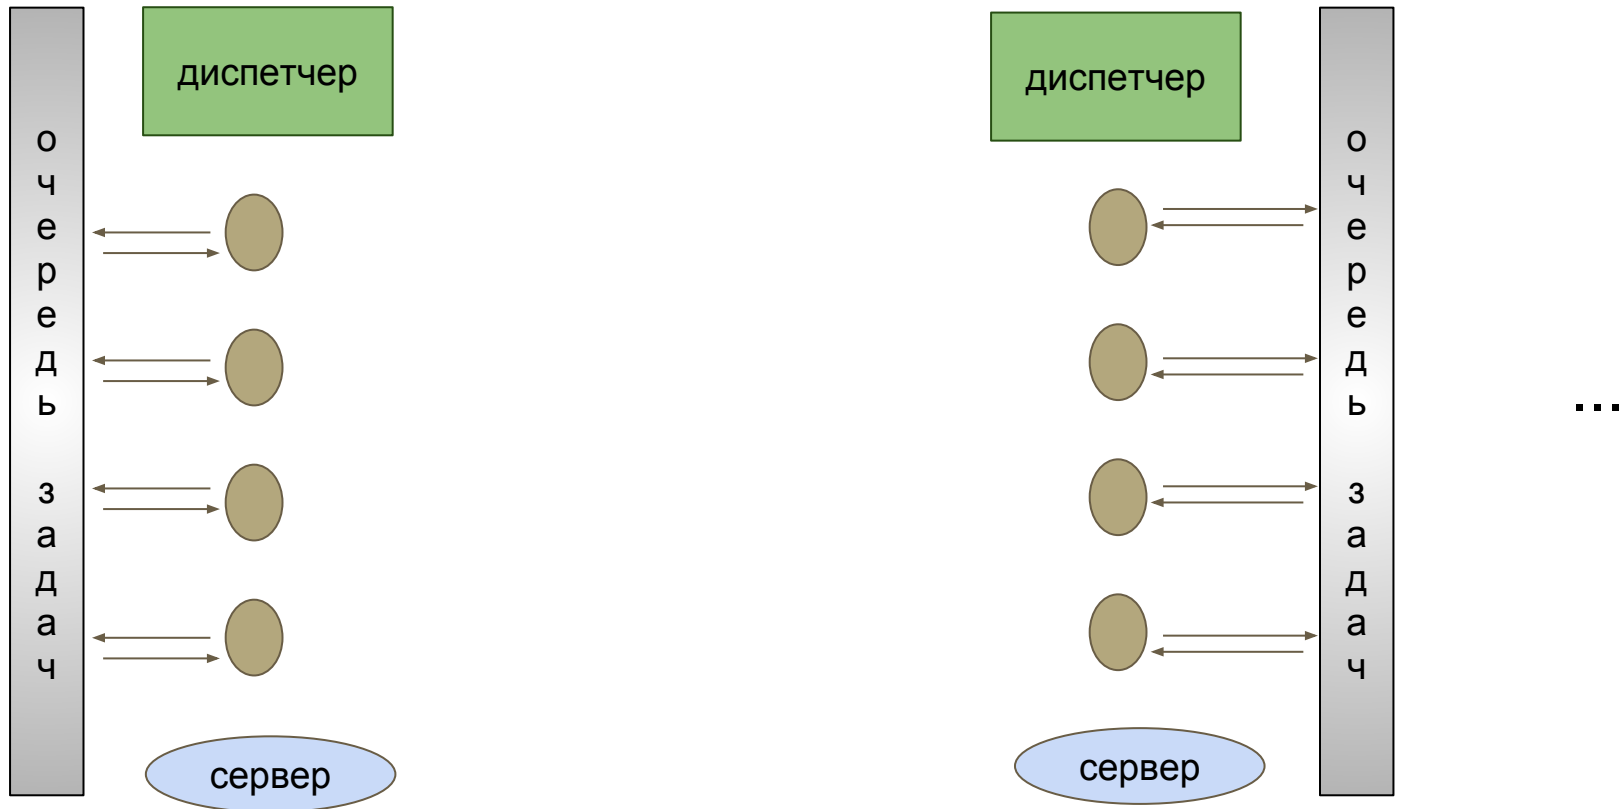 очередь задач
диспетчер
сервер
диспетчер
сервер
очередь задач
...